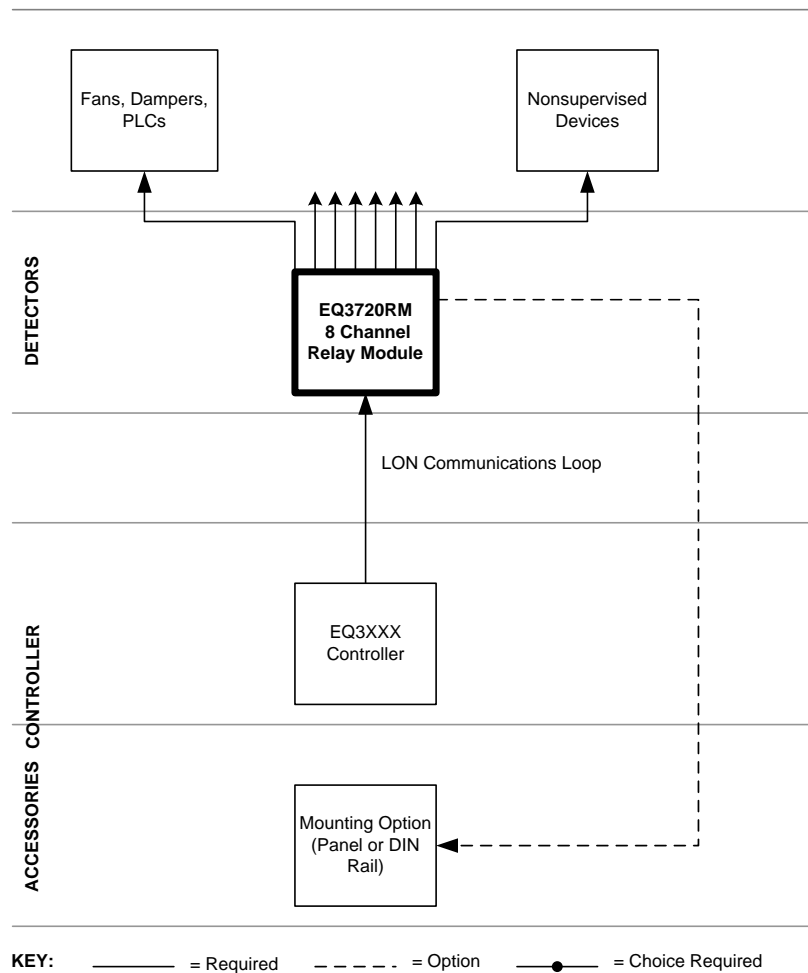 Fans, Dampers,
PLCs
Nonsupervised
Devices
DETECTORS
EQ3720RM
8 Channel
Relay Module
LON Communications Loop
CONTROLLER
EQ3XXX
Controller
ACCESSORIES
Mounting Option
(Panel or DIN
Rail)
KEY: = Required = Option = Choice Required